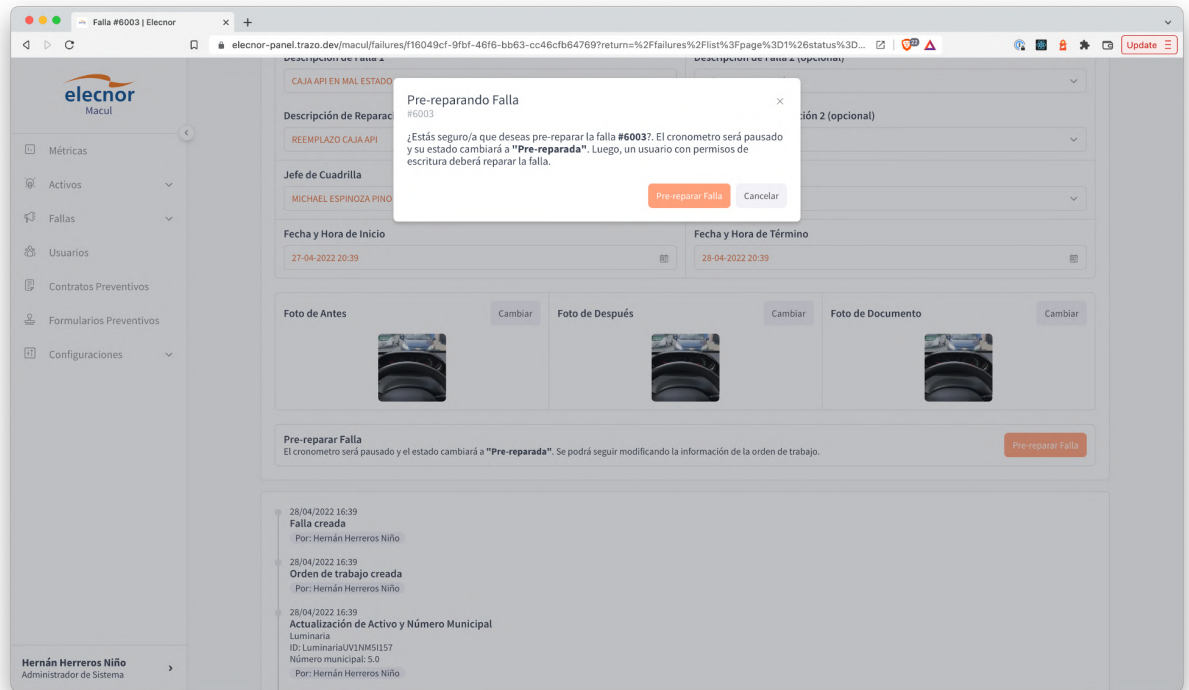 Falla #6003 | Elecnor
elecnor-panel.trazo.dev/macul/failures/f16049cf-9fbf-46f6-bb63-cc46cfb64769?return=%2Ffailures%2Flist%3Fpage%3D1%26status%3D...
23
Update
elecnor
Macul
Métricas
Activos
Fallas
Usuarios
Contratos Preventivos
Formularios Preventivos
Configuraciones
Hernán Herreros Niño
Administrador de Sistema
Descripción de Falla 1
Descripción de Falla 2 (opcional)
CAJA API EN MAL ESTADO
Descripción de Reparac
ción 2 (opcional)
REEMPLAZO CAJA API
Jefe de Cuadrilla
MICHAEL ESPINOZA PINO
Pre-reparando Falla
#6003
¿Estás seguro/a que deseas pre-reparar la falla #6003?. El cronometro será pausado
y su estado cambiará a "Pre-reparada". Luego, un usuario con permisos de
escritura deberá reparar la falla.
Pre-reparar Falla
Cancelar
Fecha y Hora de Inicio
Fecha y Hora de Término
27-04-2022 20:39
28-04-2022 20:39
Foto de Antes
Cambiar
Foto de Después
Cambiar
Foto de Documento
Cambiar
Pre-reparar Falla
El cronometro será pausado y el estado cambiará a "Pre-reparada". Se podrá seguir modificando la información de la orden de trabajo.
Pre-reparar Falla
28/04/2022 16:39
Falla creada
Por: Hernán Herreros Niño
28/04/2022 16:39
Orden de trabajo creada
Por: Hernán Herreros Niño
28/04/2022 16:39
Actualización de Activo y Número Municipal
Luminaria
ID: LuminariaUV1NM5I157
Número municipal: 5.0
Por: Hernán Herreros Niño